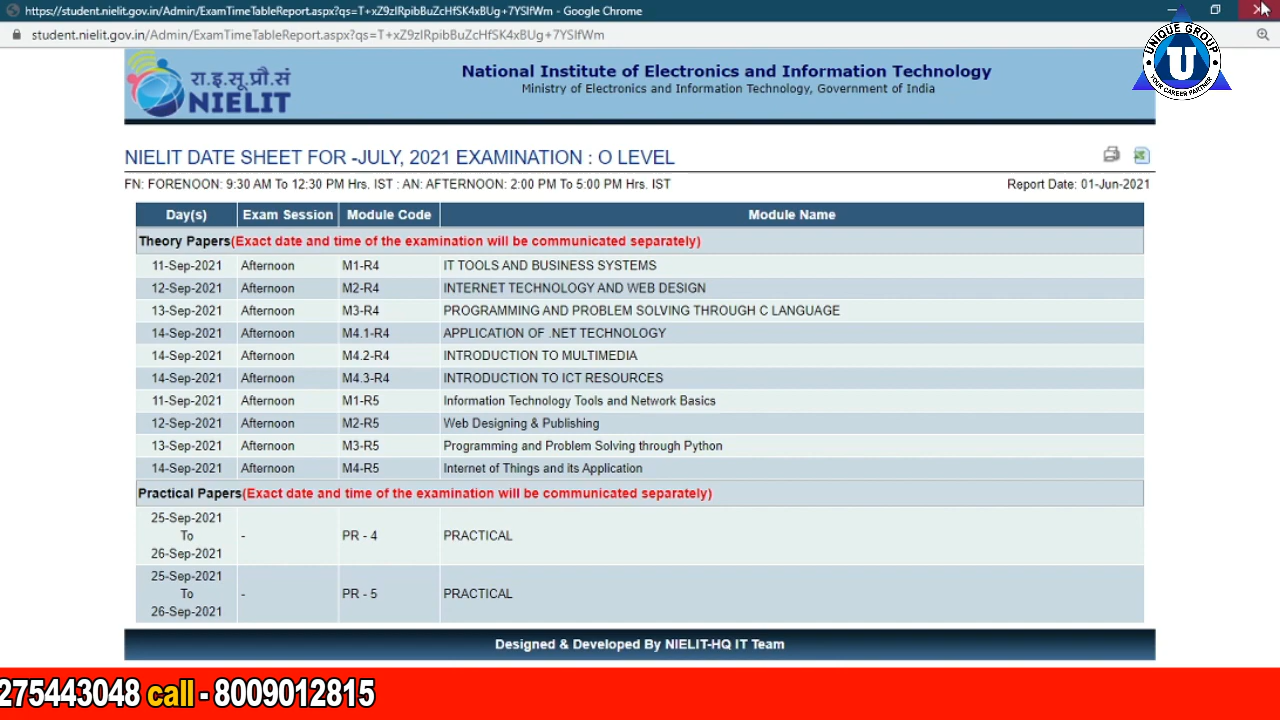 https://student.nielit.gov.in/Admin/ExamTimeTableReport.aspx?qs=T+xZ9zIRpibBuZcHfSK4xBUg+7YSlfWm - Google Chrome
student.nielit.gov.in/Admin/ExamTimeTableReport.aspx?qs=T+xZ9zIRpibBuZcHfSK4xBUg+7YSlfWm
UNIQUE GROUP
U
YOUR CAREER PARTNER
रा.इ.सू.प्रौ.सं
NIELIT
National Institute of Electronics and Information Technology
Ministry of Electronics and Information Technology, Government of India
NIELIT DATE SHEET FOR -JULY, 2021 EXAMINATION : O LEVEL
FN: FORENOON: 9:30 AM To 12:30 PM Hrs. IST : AN: AFTERNOON: 2:00 PM To 5:00 PM Hrs. IST Report Date: 01-Jun-2021
Day(s) Exam Session Module Code Module Name
Theory Papers(Exact date and time of the examination will be communicated separately)
11-Sep-2021 Afternoon M1-R4 IT TOOLS AND BUSINESS SYSTEMS
12-Sep-2021 Afternoon M2-R4 INTERNET TECHNOLOGY AND WEB DESIGN
13-Sep-2021 Afternoon M3-R4 PROGRAMMING AND PROBLEM SOLVING THROUGH C LANGUAGE
14-Sep-2021 Afternoon M4.1-R4 APPLICATION OF .NET TECHNOLOGY
14-Sep-2021 Afternoon M4.2-R4 INTRODUCTION TO MULTIMEDIA
14-Sep-2021 Afternoon M4.3-R4 INTRODUCTION TO ICT RESOURCES
11-Sep-2021 Afternoon M1-R5 Information Technology Tools and Network Basics
12-Sep-2021 Afternoon M2-R5 Web Designing & Publishing
13-Sep-2021 Afternoon M3-R5 Programming and Problem Solving through Python
14-Sep-2021 Afternoon M4-R5 Internet of Things and its Application
Practical Papers(Exact date and time of the examination will be communicated separately)
25-Sep-2021
To - PR - 4 PRACTICAL
26-Sep-2021
25-Sep-2021
To - PR - 5 PRACTICAL
26-Sep-2021
Designed & Developed By NIELIT-HQ IT Team
275443048 call - 8009012815